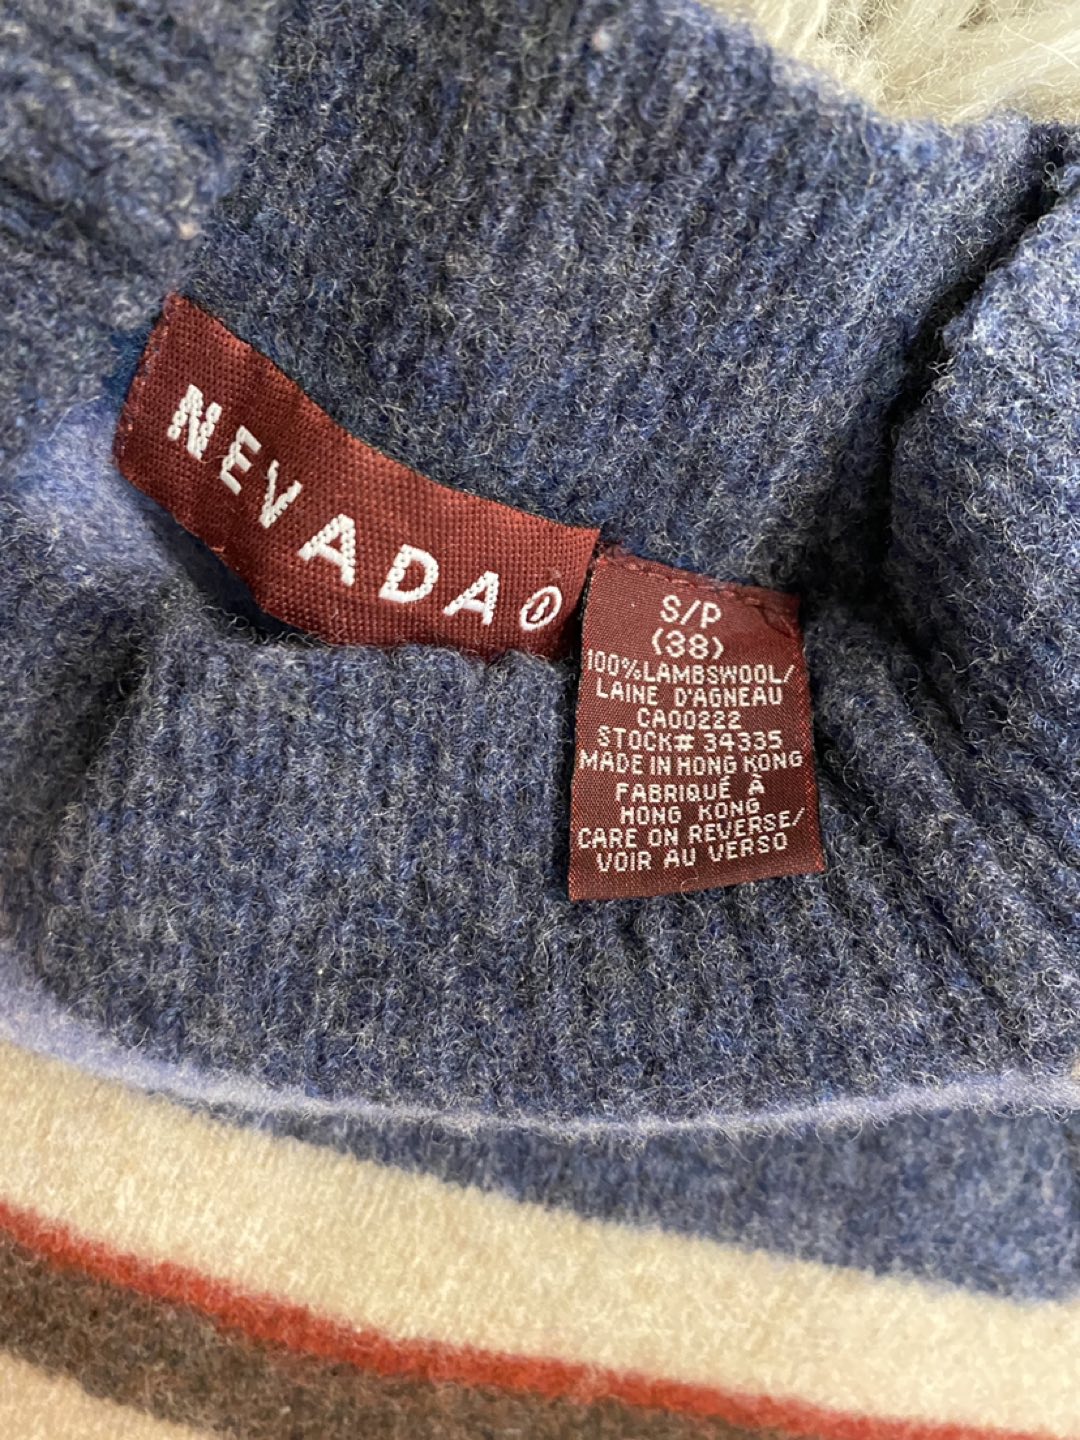 NEVADA®
S/P
(38)
100%LAMBSWOOL/
LAINE D'AGNEAU
CA00222
STOCK# 34335
MADE IN HONG KONG
FABRIQUÉ À
HONG KONG
CARE ON REVERSE/
VOIR AU VERSO